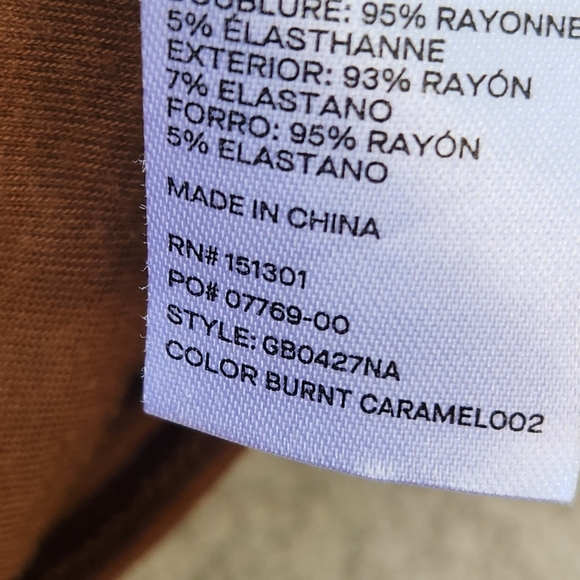 DOUBLURE: 95% RAYONNE
5% ÉLASTHANNE
EXTERIOR: 93% RAYÓN
7% ELASTANO
FORRO: 95% RAYÓN
5% ELASTANO
MADE IN CHINA
RN# 151301
PO# 07769-00
STYLE: GB0427NA
COLOR BURNT CARAMEL002